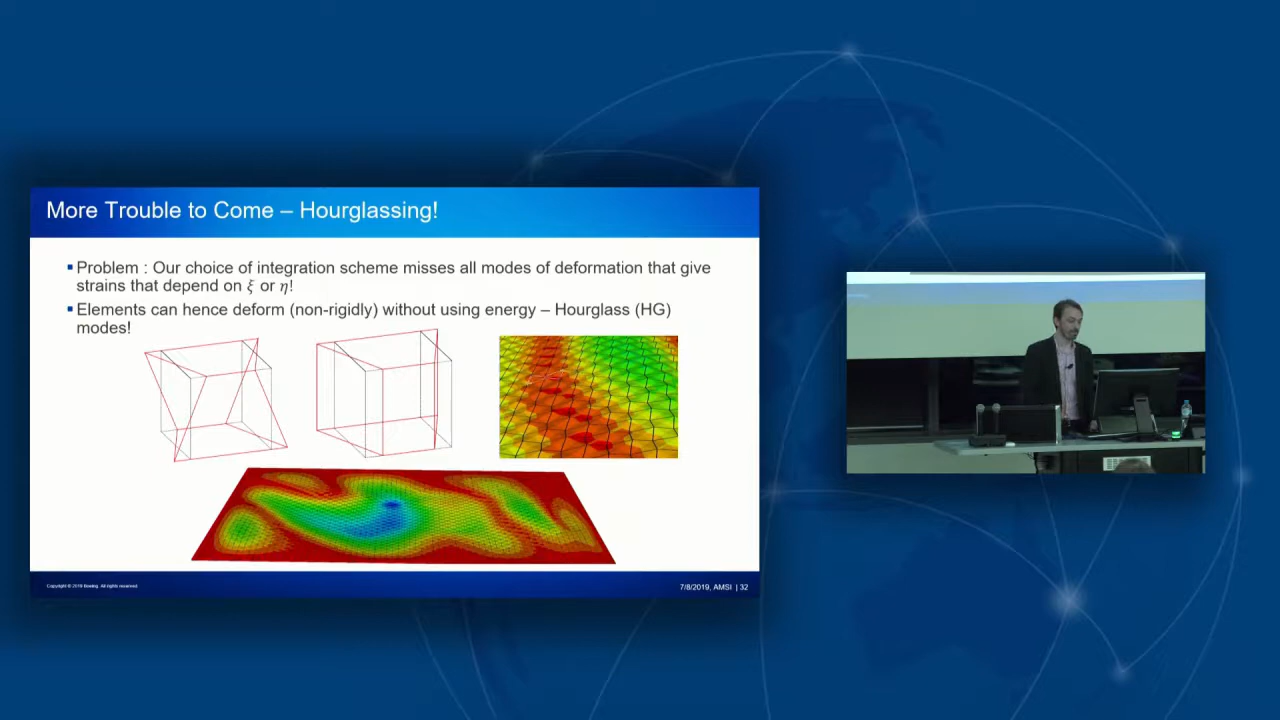 More Trouble to Come – Hourglassing!
▪Problem : Our choice of integration scheme misses all modes of deformation that give
strains that depend on ξ or η!
▪Elements can hence deform (non-rigidly) without using energy – Hourglass (HG)
modes!
Copyright © 2019 Boeing. All rights reserved.
7/8/2019, AMSI | 32